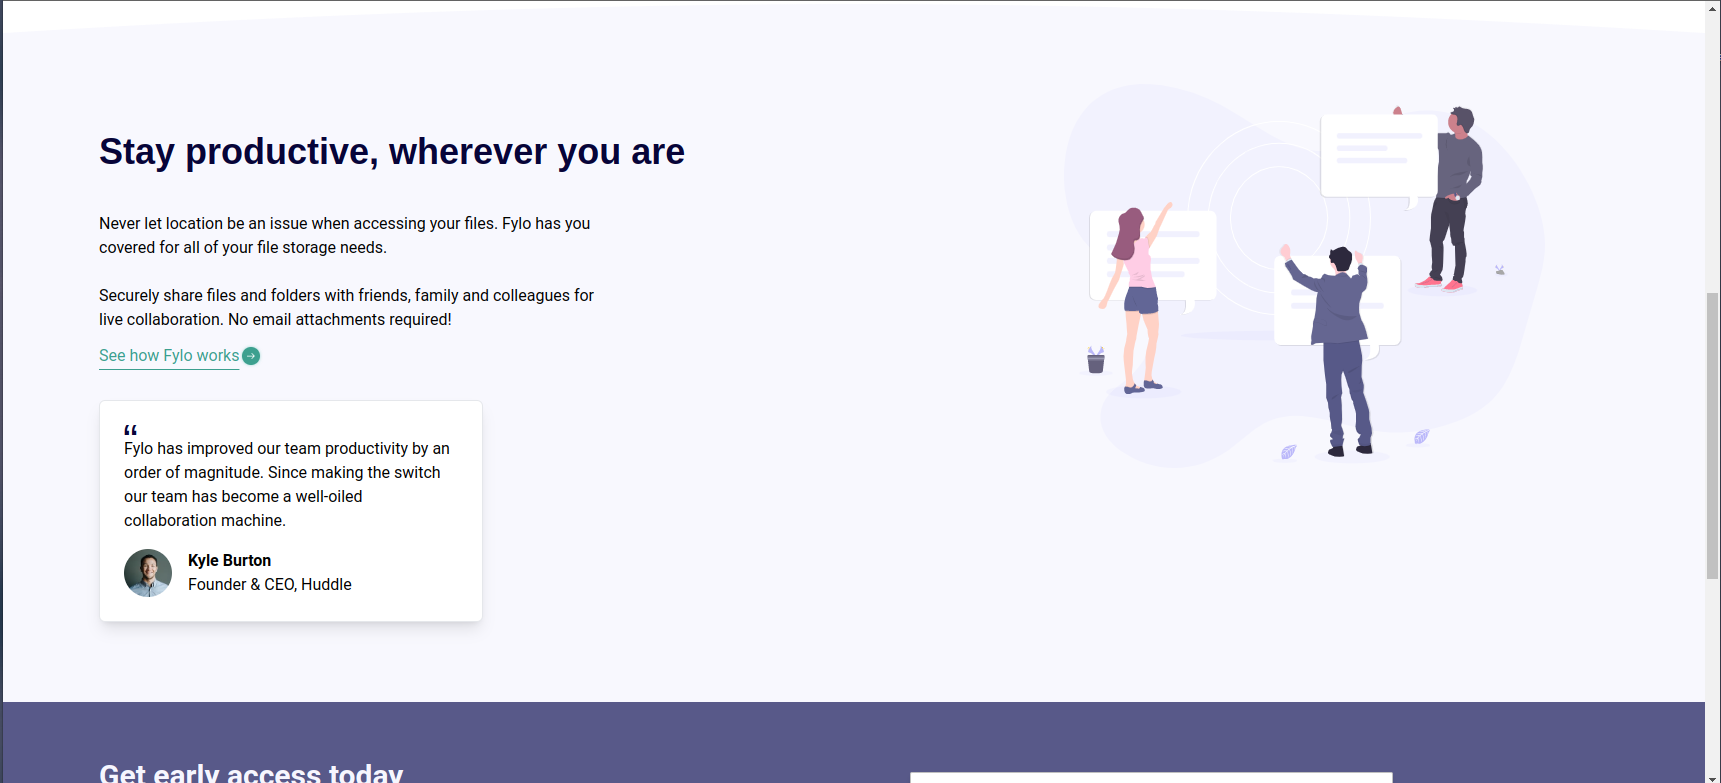 Stay productive, wherever you are
Never let location be an issue when accessing your files. Fylo has you
covered for all of your file storage needs.
Securely share files and folders with friends, family and colleagues for
live collaboration. No email attachments required!
See how Fylo works
“
Fylo has improved our team productivity by an
order of magnitude. Since making the switch
our team has become a well-oiled
collaboration machine.
Kyle Burton
Founder & CEO, Huddle
Get early access today